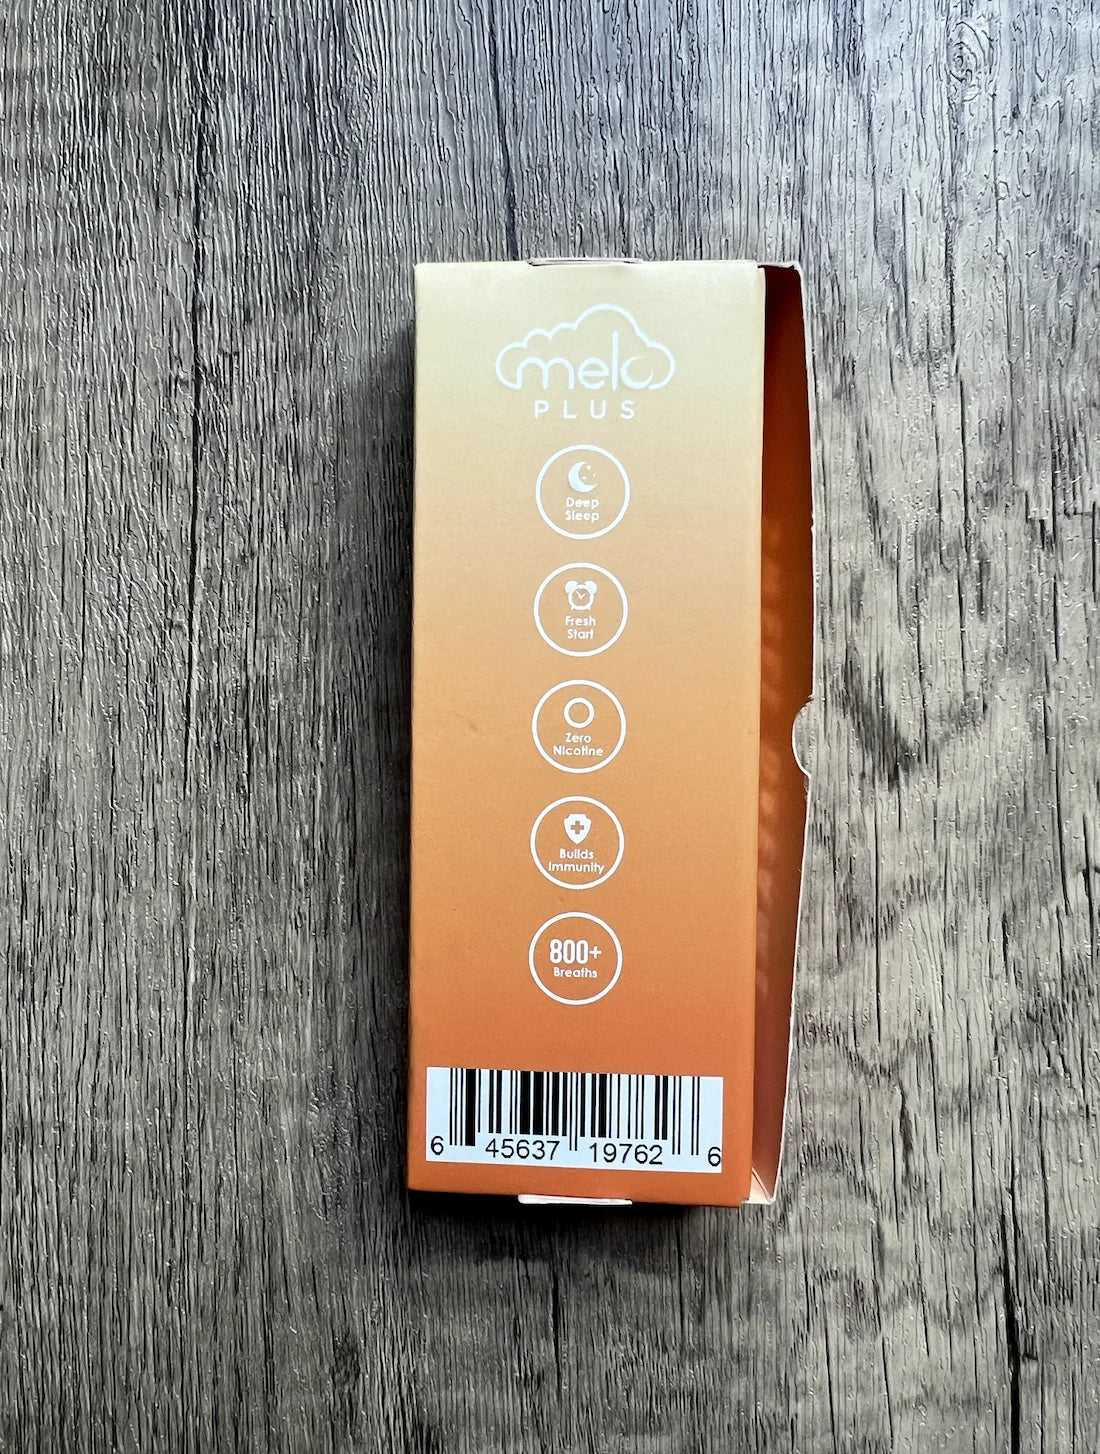 melo
PLUS
Deep
Sleep
Fresh
Start
Zero
Nicotine
Builds
Immunity
800+
Breaths
6 45637 19762 6